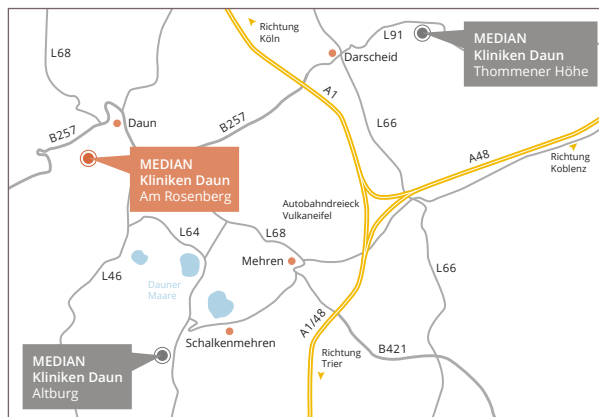 Richtung
Köln
L91
MEDIAN
Kliniken Daun
Thommener Höhe
L68
Darscheid
A1
B257
Daun
B257
L66
A48
Richtung
Koblenz
MEDIAN
Kliniken Daun
Am Rosenberg
Autobahndreieck
Vulkaneifel
L64
L68
Mehren
L46
Dauner
Maare
L66
A1/48
Schalkenmehren
B421
Richtung
Trier
MEDIAN
Kliniken Daun
Altburg